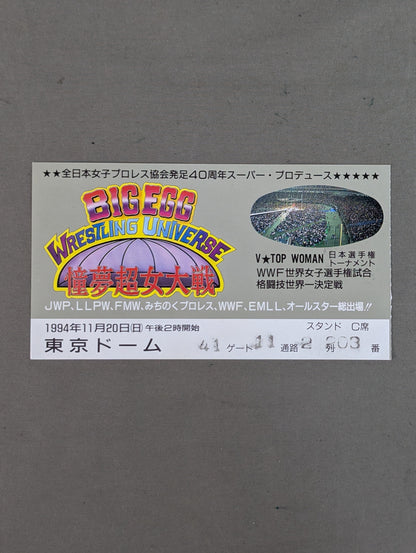 ★★全日本女子プロレス協会発足40周年スーパー・プロデュース★★★★★
BIG EGG
WRESTLING UNIVERSE
憧夢超女大戦
V★TOP WOMAN 日本選手権トーナメント
WWF世界女子選手権試合
格闘技世界一決定戦
JWP、LLPW、FMW、みちのくプロレス、WWF、EMLL、オールスター総出場!!
1994年11月20日(日)午後2時開始 スタンド C席
東京ドーム 41 ゲート 11 通路 2 列 203 番